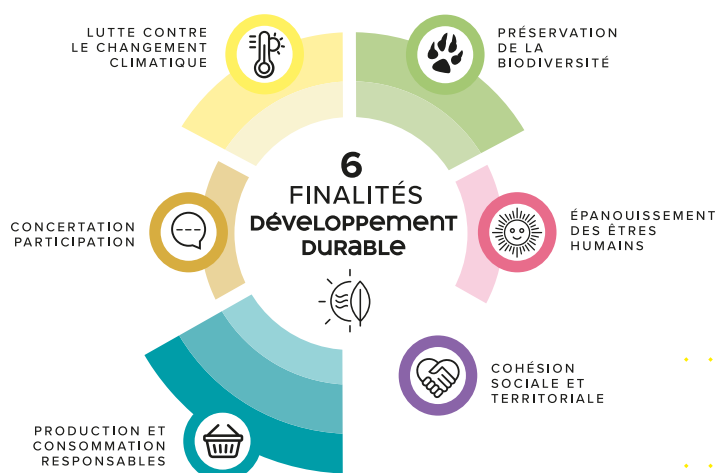 LUTTE CONTRE
LE CHANGEMENT
CLIMATIQUE
PRÉSERVATION
DE LA
BIODIVERSITÉ
6
FINALITÉS
DÉVELOPPEMENT
DURABLE
CONCERTATION
PARTICIPATION
ÉPANOUISSEMENT
DES ÊTRES
HUMAINS
COHÉSION
SOCIALE ET
TERRITORIALE
PRODUCTION ET
CONSOMMATION
RESPONSABLES